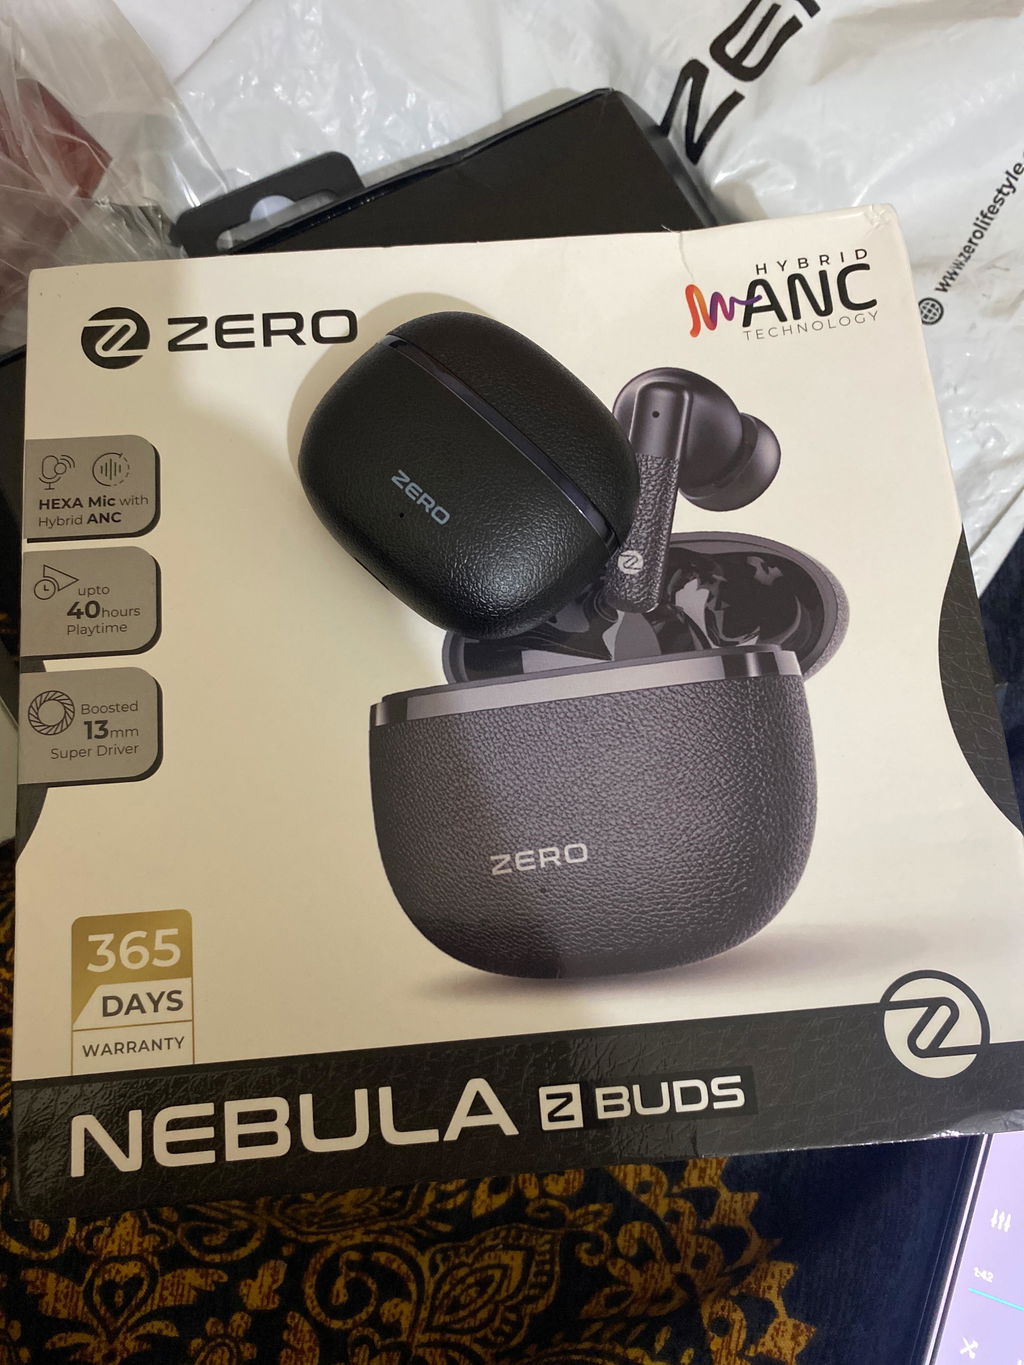 ZERO
HYBRID
ANC
TECHNOLOGY
www.zerolifestyle.
ZERO
HEXA Mic with
Hybrid ANC
upto
40hours
Playtime
Boosted
13mm
Super Driver
ZERO
365
DAYS
WARRANTY
NEBULA Z BUDS